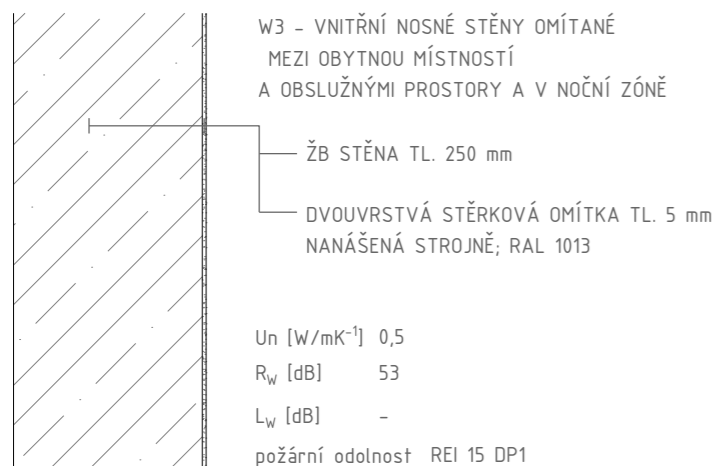 W3 - VNITŘNÍ NOSNÉ STĚNY OMÍTANÉ
MEZI OBYTNOU MÍSTNOSTÍ
A OBSLUŽNÝMI PROSTORY A V NOČNÍ ZÓNĚ
ŽB STĚNA TL. 250 mm
DVOUVRSTVÁ STĚRKOVÁ OMÍTKA TL. 5 mm
NANÁŠENÁ STROJNĚ; RAL 1013
Un [W/mK⁻¹] 0,5
R_W [dB] 53
L_W [dB] -
požární odolnost REI 15 DP1